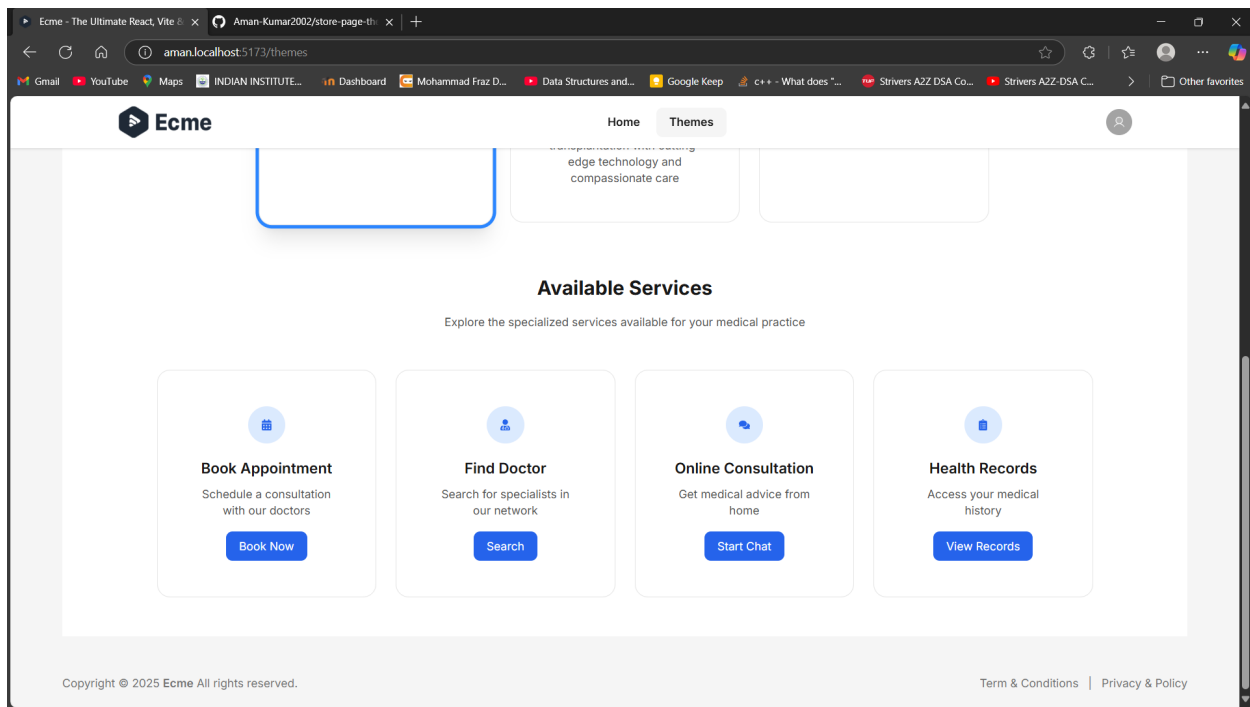 Ecme - The Ultimate React, Vite &
Aman-Kumar2002/store-page-th
aman.localhost:5173/themes
Gmail
YouTube
Maps
INDIAN INSTITUTE...
Dashboard
Mohammad Fraz D...
Data Structures and...
Google Keep
c++ - What does "...
Strivers A2Z DSA Co...
Strivers A2Z-DSA C...
Other favorites
Ecme
Home
Themes
edge technology and
compassionate care
Available Services
Explore the specialized services available for your medical practice
Book Appointment
Schedule a consultation
with our doctors
Book Now
Find Doctor
Search for specialists in
our network
Search
Online Consultation
Get medical advice from
home
Start Chat
Health Records
Access your medical
history
View Records
Copyright © 2025 Ecme All rights reserved.
Term & Conditions | Privacy & Policy